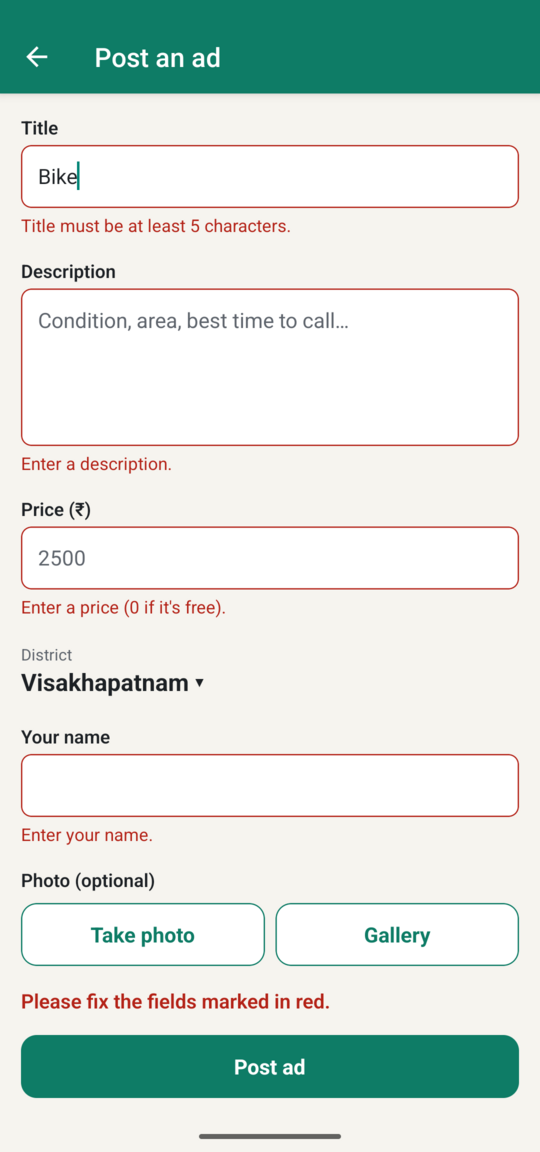 Post an ad
Title
Bike
Title must be at least 5 characters.
Description
Condition, area, best time to call…
Enter a description.
Price (₹)
2500
Enter a price (0 if it's free).
District
Visakhapatnam ▾
Your name
Enter your name.
Photo (optional)
Take photo Gallery
Please fix the fields marked in red.
Post ad